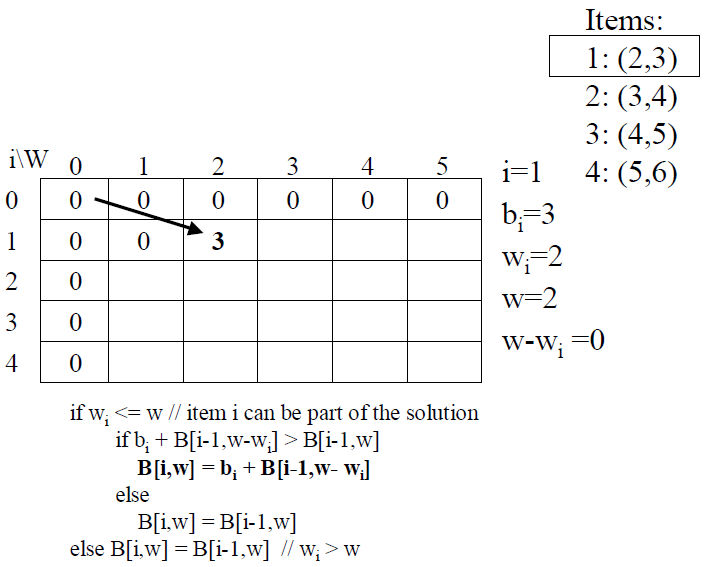 Items:
1: (2,3)
2: (3,4)
3: (4,5)
4: (5,6)
i\W 0 1 2 3 4 5
0 0 0 0 0 0 0
1 0 0 3
2 0
3 0
4 0
i=1
bi=3
wi=2
w=2
w-wi =0
if wi <= w // item i can be part of the solution
if bi + B[i-1,w-wi] > B[i-1,w]
B[i,w] = bi + B[i-1,w- wi]
else
B[i,w] = B[i-1,w]
else B[i,w] = B[i-1,w] // wi > w